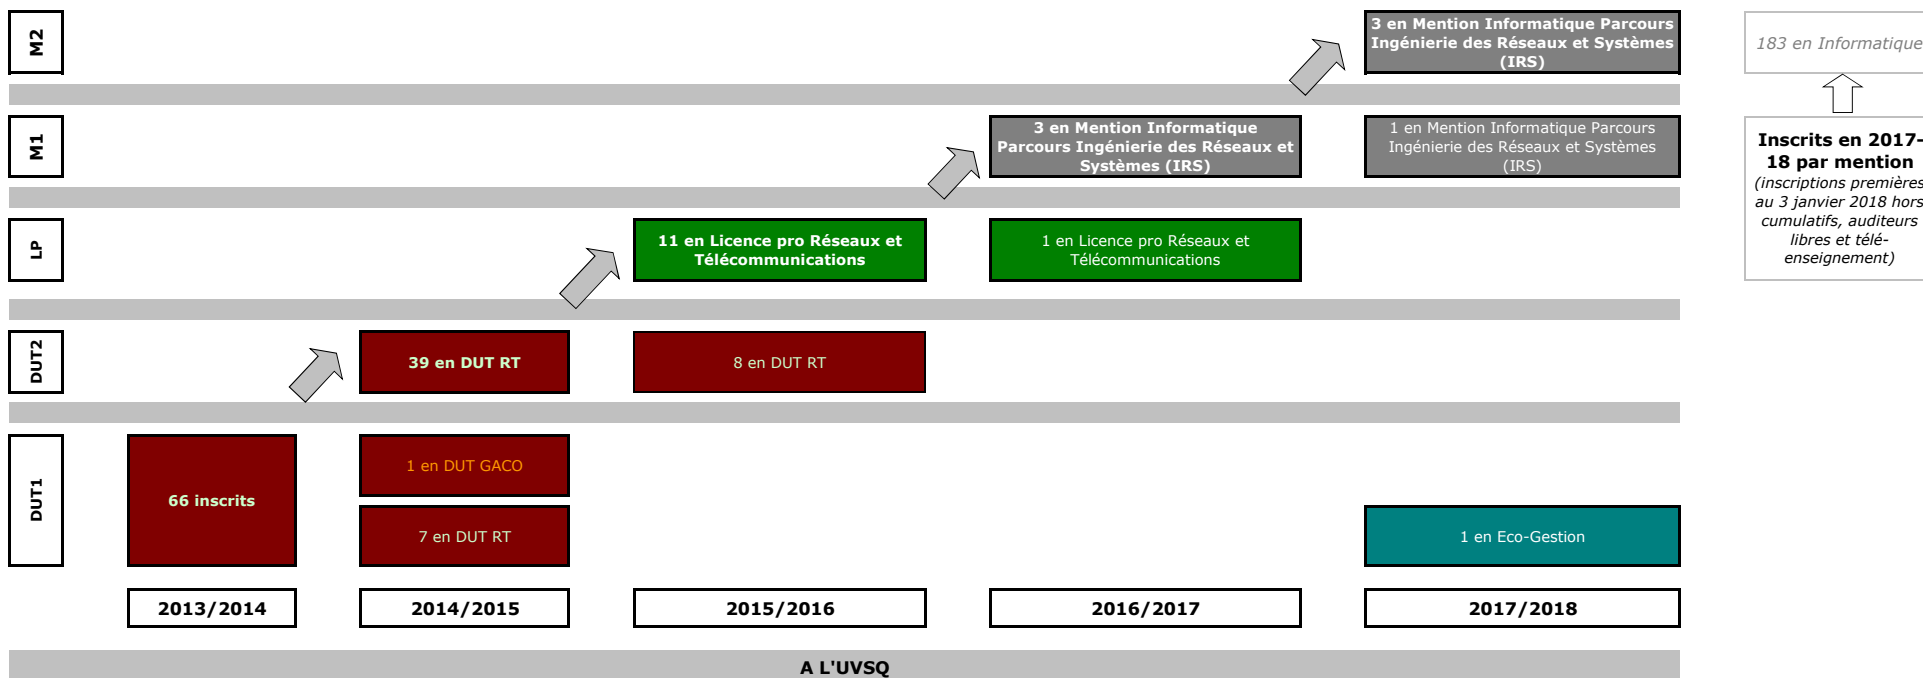 M2
3 en Mention Informatique Parcours
Ingénierie des Réseaux et Systèmes
(IRS)
183 en Informatique
M1
3 en Mention Informatique
Parcours Ingénierie des Réseaux et
Systèmes (IRS)
1 en Mention Informatique Parcours
Ingénierie des Réseaux et Systèmes
(IRS)
Inscrits en 2017-
18 par mention
(inscriptions premières
au 3 janvier 2018 hors
cumulatifs, auditeurs
libres et télé-
enseignement)
LP
11 en Licence pro Réseaux et
Télécommunications
1 en Licence pro Réseaux et
Télécommunications
DUT2
39 en DUT RT
8 en DUT RT
DUT1
66 inscrits
1 en DUT GACO
7 en DUT RT
1 en Eco-Gestion
2013/2014
2014/2015
2015/2016
2016/2017
2017/2018
A L'UVSQ